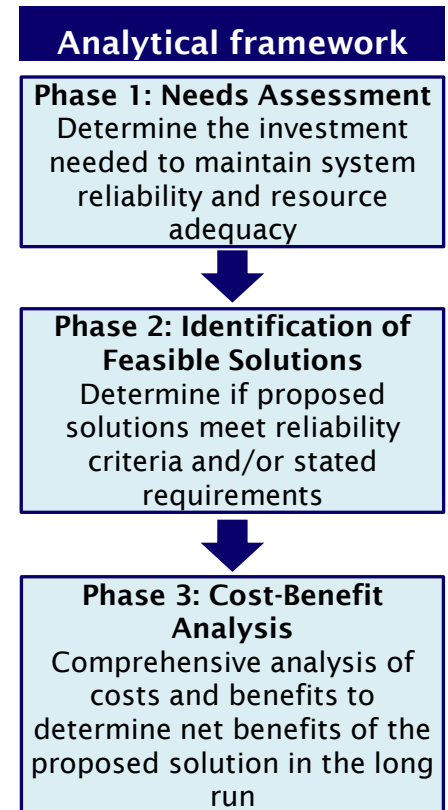 Analytical framework
Phase 1: Needs Assessment
Determine the investment
needed to maintain system
reliability and resource
adequacy
Phase 2: Identification of
Feasible Solutions
Determine if proposed
solutions meet reliability
criteria and/or stated
requirements
Phase 3: Cost-Benefit
Analysis
Comprehensive analysis of
costs and benefits to
determine net benefits of the
proposed solution in the long
run